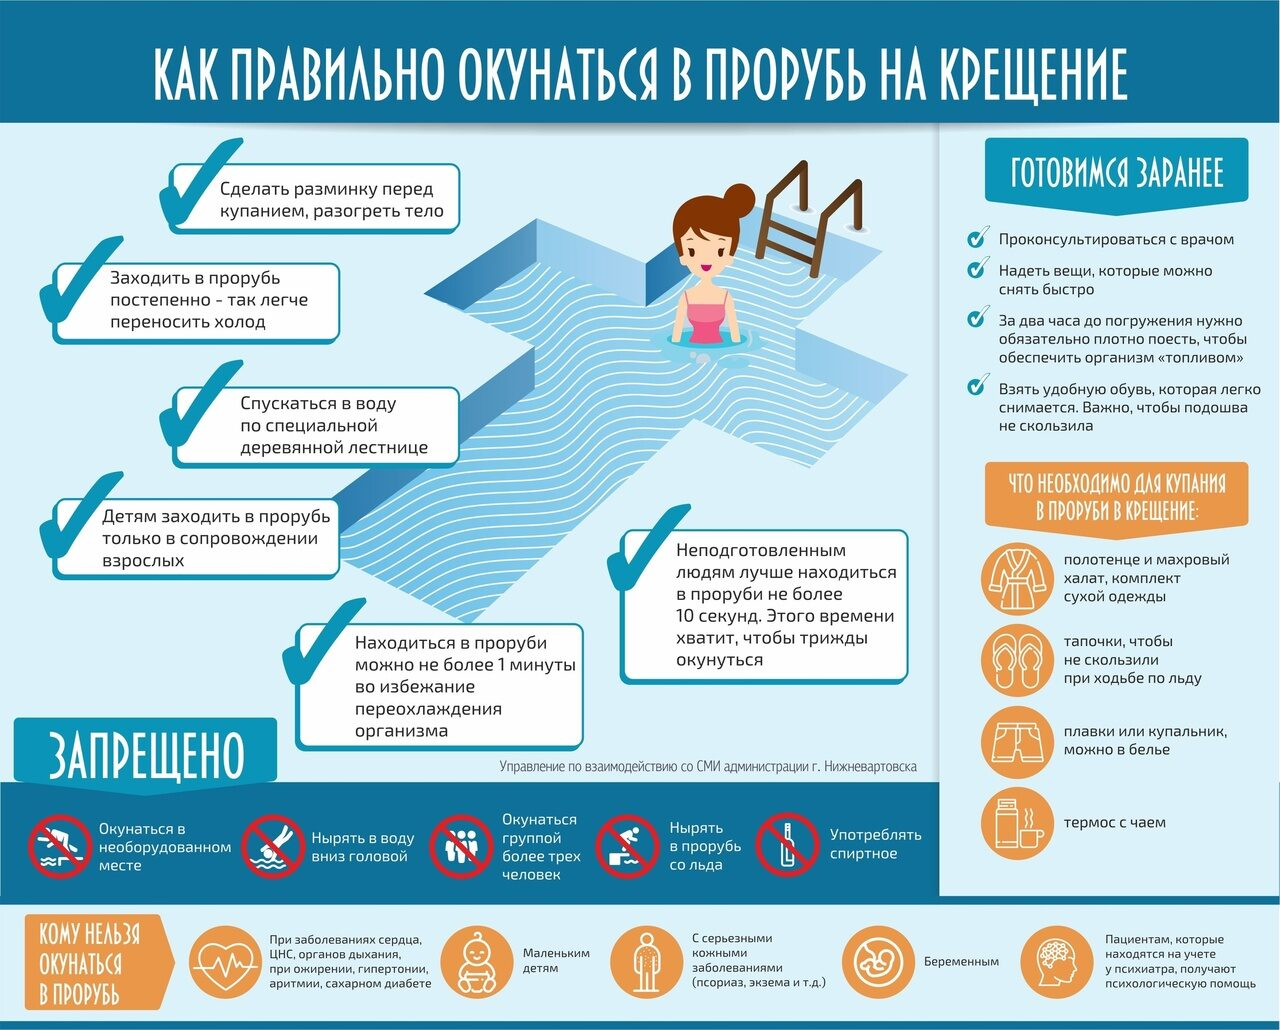 КАК ПРАВИЛЬНО ОКУНАТЬСЯ В ПРОРУБЬ НА КРЕЩЕНИЕ
Сделать разминку перед
купанием, разогреть тело
Заходить в прорубь
постепенно - так легче
переносить холод
Спускаться в воду
по специальной
деревянной лестнице
Детям заходить в прорубь
только в сопровождении
взрослых
Находиться в проруби
можно не более 1 минуты
во избежание
переохлаждения
организма
Неподготовленным
людям лучше находиться
в проруби не более
10 секунд. Этого времени
хватит, чтобы трижды
окунуться
ГОТОВИМСЯ ЗАРАНЕЕ
Проконсультироваться с врачом
Надеть вещи, которые можно
снять быстро
За два часа до погружения нужно
обязательно плотно поесть, чтобы
обеспечить организм «топливом»
Взять удобную обувь, которая легко
снимается. Важно, чтобы подошва
не скользила
ЧТО НЕОБХОДИМО ДЛЯ КУПАНИЯ
В ПРОРУБИ В КРЕЩЕНИЕ:
полотенце и махровый
халат, комплект
сухой одежды
тапочки, чтобы
не скользили
при ходьбе по льду
плавки или купальник,
можно в белье
термос с чаем
Управление по взаимодействию со СМИ администрации г. Нижневартовска
ЗАПРЕЩЕНО
Окунаться в
необорудованном
месте
Нырять в воду
вниз головой
Окунаться
группой
более трех
человек
Нырять
в прорубь
со льда
Употреблять
спиртное
КОМУ НЕЛЬЗЯ
ОКУНАТЬСЯ
В ПРОРУБЬ
При заболеваниях сердца,
ЦНС, органов дыхания,
при ожирении, гипертонии,
аритмии, сахарном диабете
Маленьким
детям
С серьезными
кожными
заболеваниями
(псориаз, экзема и т.д.)
Беременным
Пациентам, которые
находятся на учете
у психиатра, получают
психологическую помощь